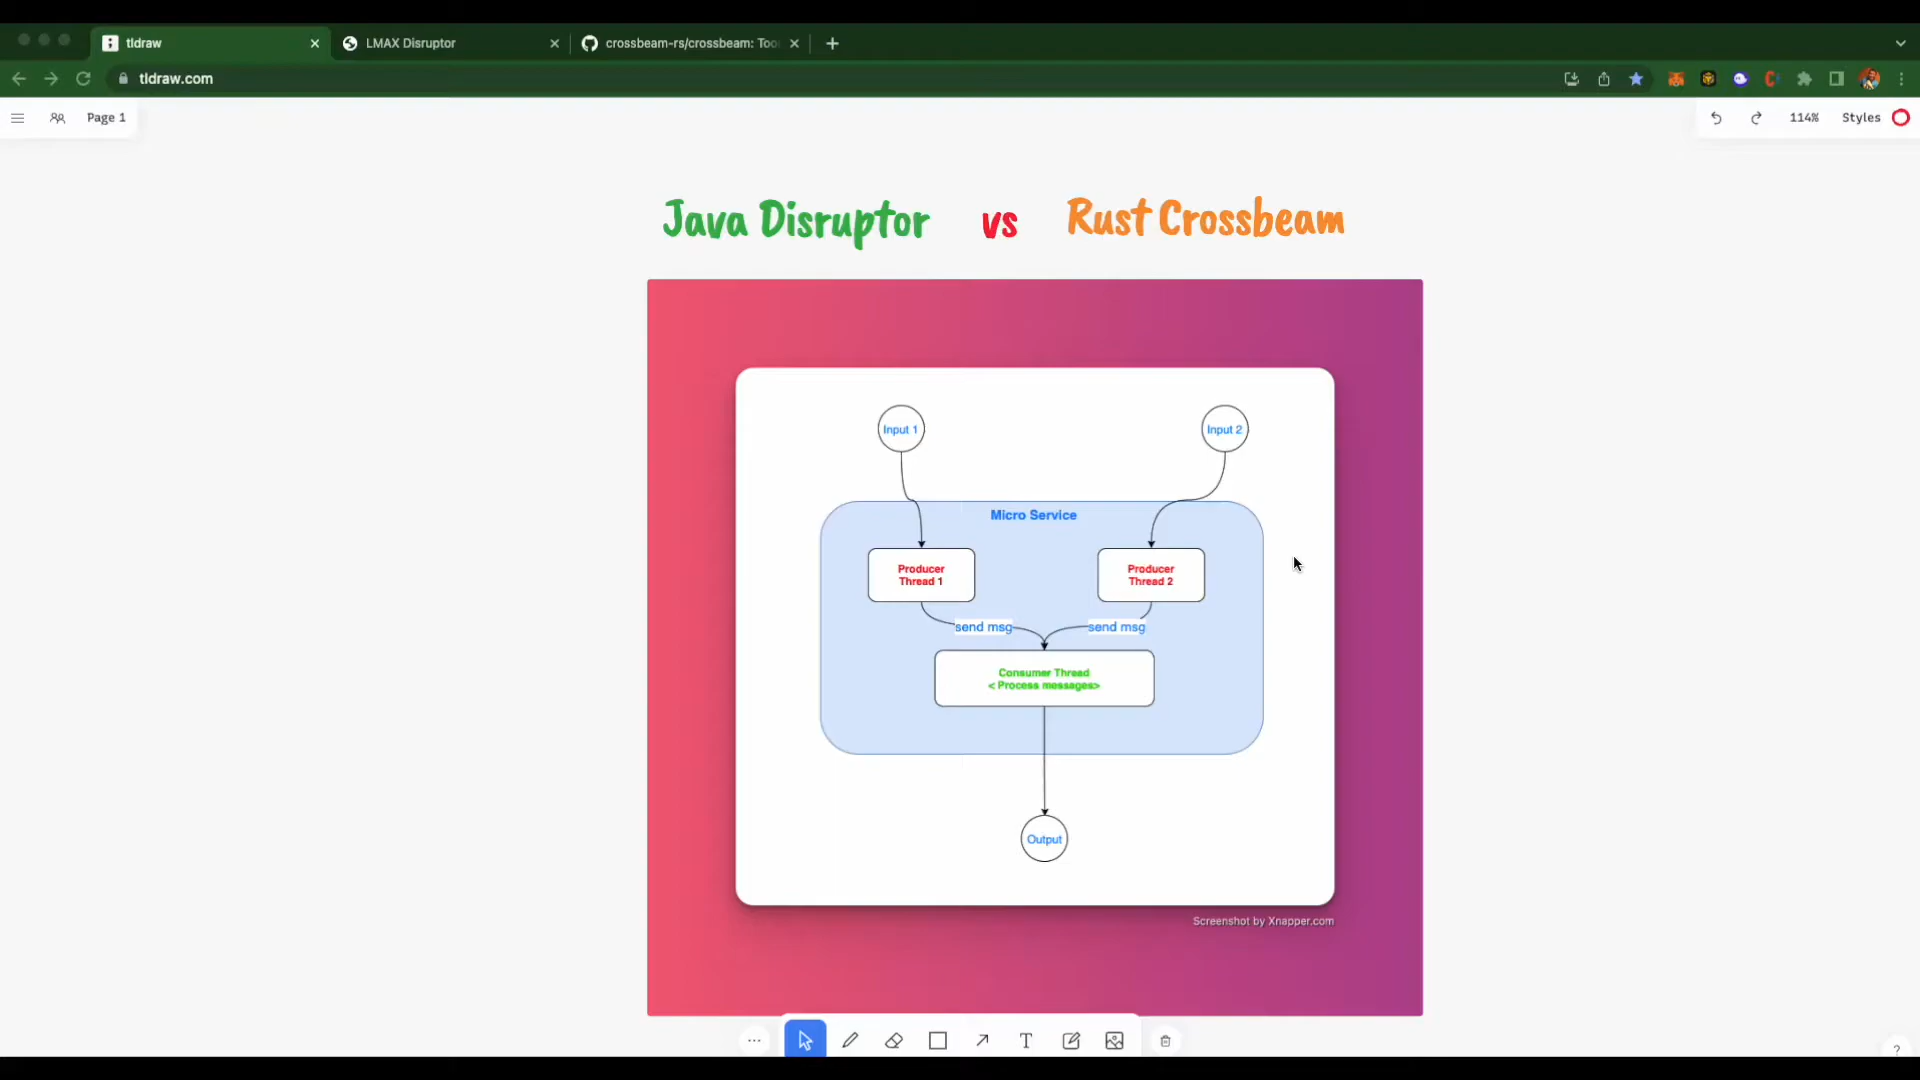 tldraw
LMAX Disruptor
crossbeam-rs/crossbeam: Too
tldraw.com
Page 1
114%
Styles
Java Disruptor vs Rust Crossbeam
Input 1
Input 2
Micro Service
Producer
Thread 1
Producer
Thread 2
send msg
send msg
Consumer Thread
< Process messages>
Output
Screenshot by Xnapper.com
?